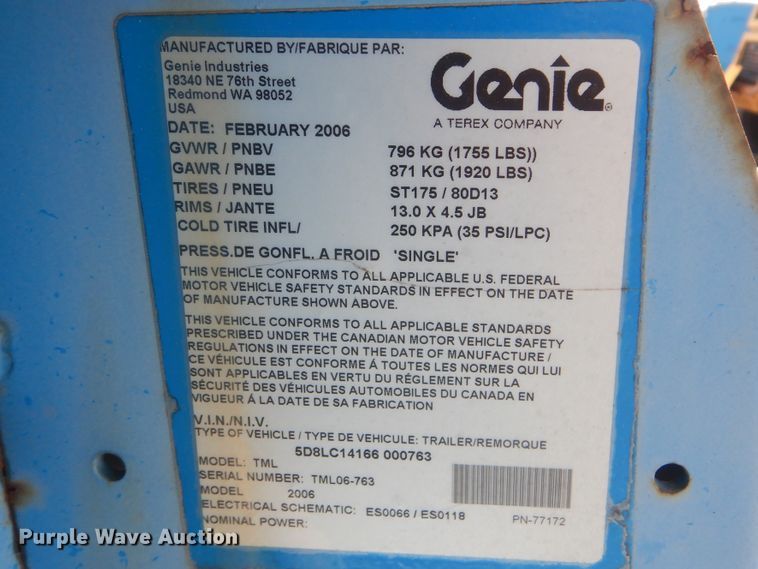 MANUFACTURED BY/FABRIQUE PAR:
Genie Industries
18340 NE 76th Street
Redmond WA 98052
USA
Genie®
A TEREX COMPANY
DATE: FEBRUARY 2006
GVWR / PNBV 796 KG (1755 LBS))
GAWR / PNBE 871 KG (1920 LBS)
TIRES / PNEU ST175 / 80D13
RIMS / JANTE 13.0 X 4.5 JB
COLD TIRE INFL/ 250 KPA (35 PSI/LPC)
PRESS.DE GONFL. A FROID 'SINGLE'
THIS VEHICLE CONFORMS TO ALL APPLICABLE U.S. FEDERAL
MOTOR VEHICLE SAFETY STANDARDS IN EFFECT ON THE DATE
OF MANUFACTURE SHOWN ABOVE.
THIS VEHICLE CONFORMS TO ALL APPLICABLE STANDARDS
PRESCRIBED UNDER THE CANADIAN MOTOR VEHICLE SAFETY
REGULATIONS IN EFFECT ON THE DATE OF MANUFACTURE /
CE VÉHICULE EST CONFORME Á TOUTES LES NORMES QUI LUI
SONT APPLICABLES EN VERTU DU RÉGLEMENT SUR LA
SÉCURITÉ DES VÉHICULES AUTOMOBILES DU CANADA EN
VIGUEUR Á LA DATE DE SA FABRICATION
V.I.N./N.I.V.
TYPE OF VEHICLE / TYPE DE VEHICULE: TRAILER/REMORQUE
5D8LC14166 000763
MODEL: TML
SERIAL NUMBER: TML06-763
MODEL 2006
ELECTRICAL SCHEMATIC: ES0066 / ES0118
NOMINAL POWER:
PN-77172
Purple Wave Auction